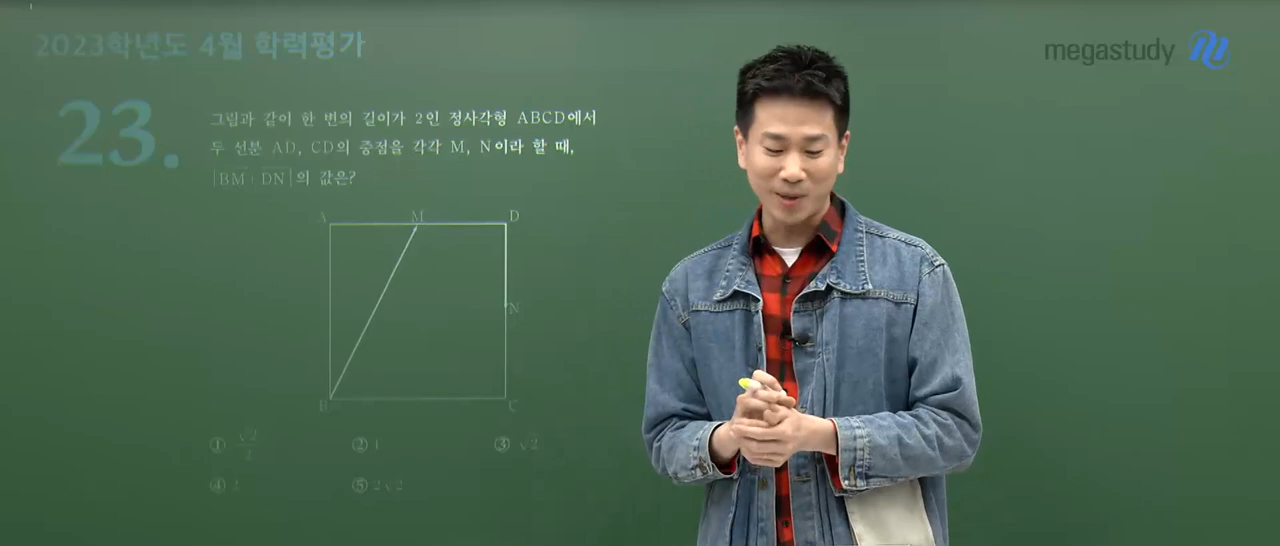 2023학년도 4월 학력평가
megastudy
23.
그림과 같이 한 변의 길이가 2인 정사각형 ABCD에서
두 선분 AD, CD의 중점을 각각 M, N이라 할 때,
|BM DN|의 값은?
A M D
N
B C
① ② 1 ③ √2
④ ⑤ 2√2